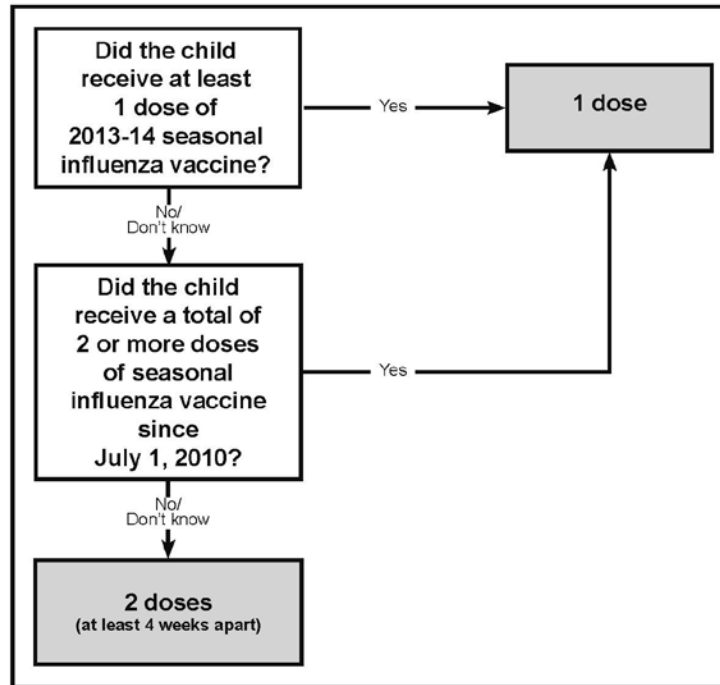 Did the child
receive at least
1 dose of
2013-14 seasonal
influenza vaccine?
Yes
1 dose
No/
Don't know
Did the child
receive a total of
2 or more doses
of seasonal
influenza vaccine
since
July 1, 2010?
Yes
No/
Don't know
2 doses
(at least 4 weeks apart)